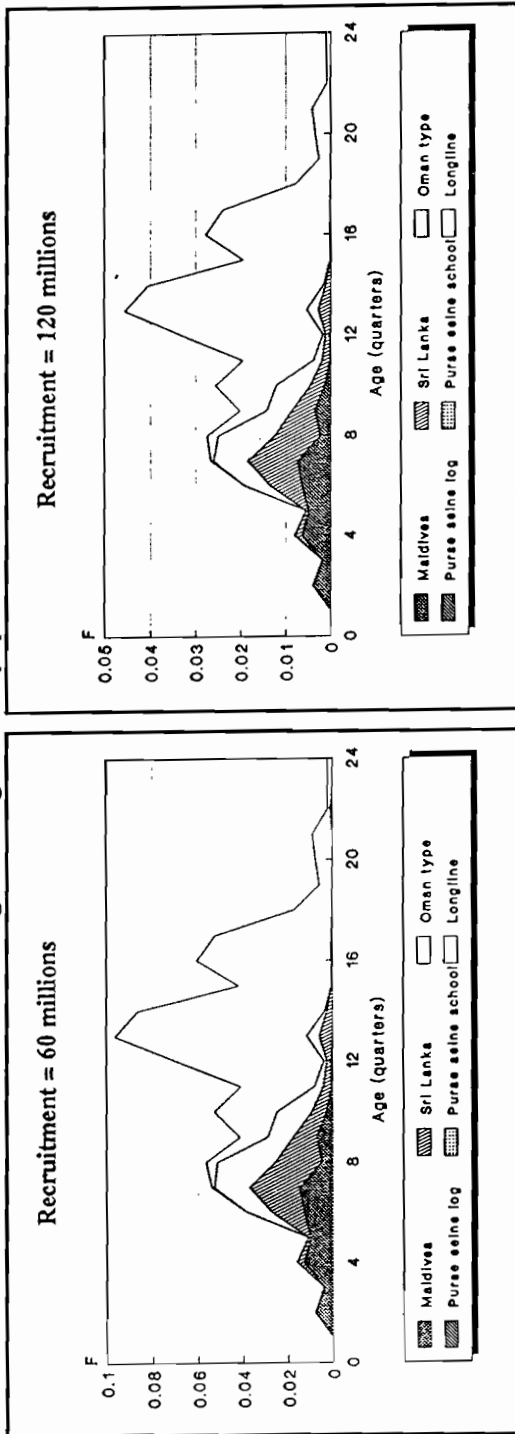 Recruitment = 60 millions
F
0.1
0.08
0.06
0.04
0.02
0
0 4 8 12 16 20 24
Age (quarters)
Maldives Sri Lanka Oman type
Purse seine log Purse seine school Longline
Recruitment = 120 millions
F
0.05
0.04
0.03
0.02
0.01
0
0 4 8 12 16 20 24
Age (quarters)
Maldives Sri Lanka Oman type
Purse seine log Purse seine school Longline